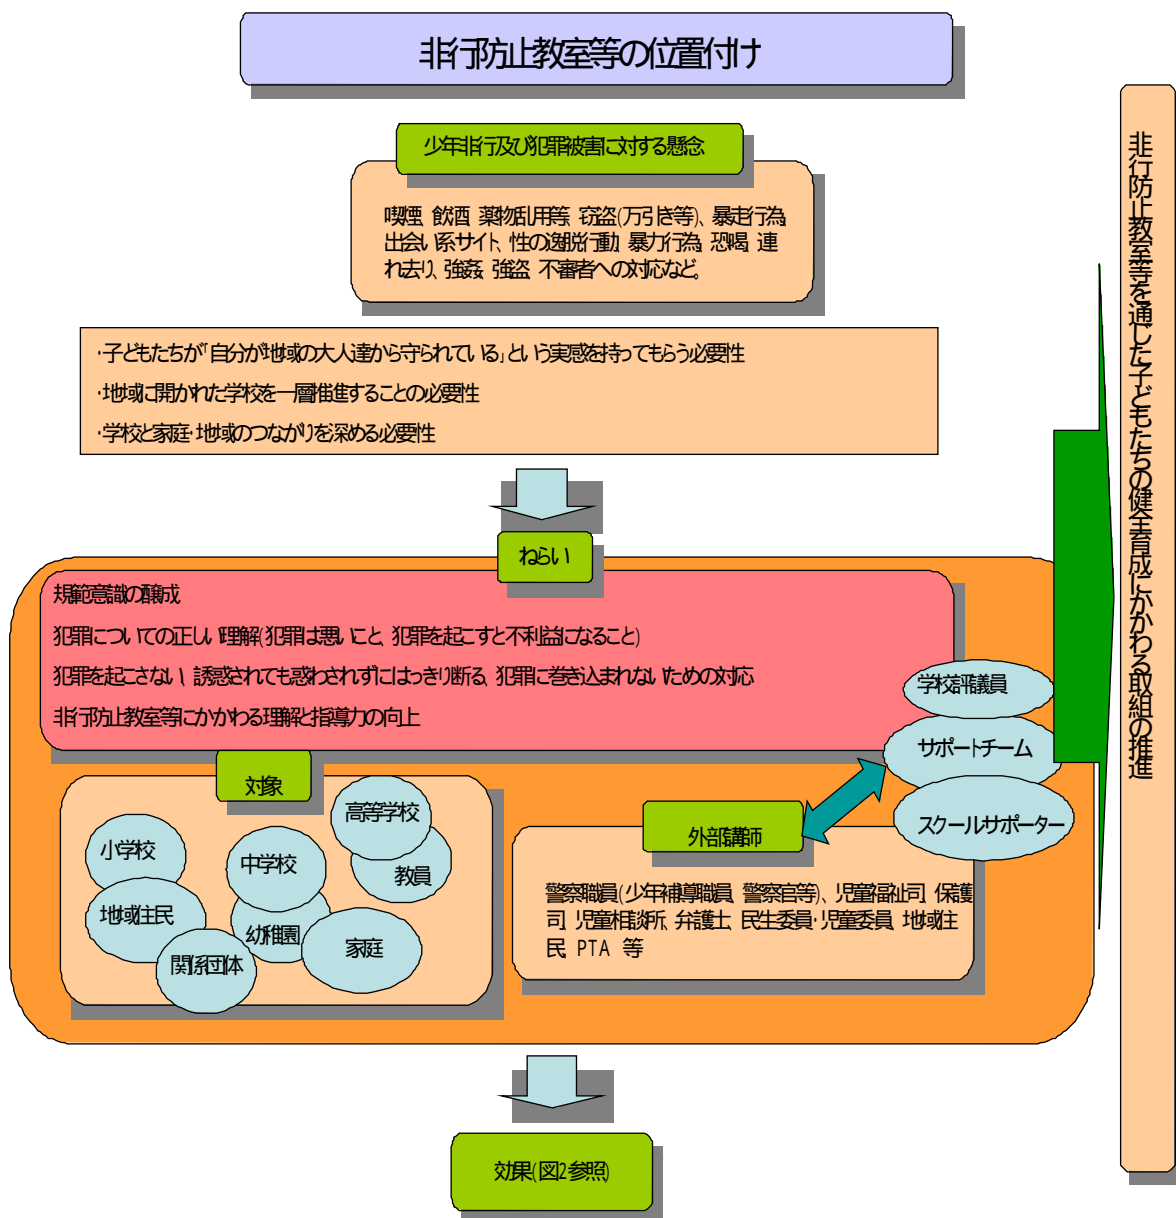 非行防止教室等の位置付け
少年非行及び犯罪被害に対する懸念
喫煙 飲酒 薬物乱用等 窃盗(万引き等)、暴走行為
出会い系サイト、性の逸脱行動 暴力行為 恐喝 連
れ去り、強姦 強盗 不審者への対応など。
・子どもたちが「自分が地域の大人達から守られている」という実感を持ってもらう必要性
・地域に開かれた学校を一層推進することの必要性
・学校と家庭・地域のつながりを深める必要性
ねらい
規範意識の醸成
犯罪についての正しい理解(犯罪は悪いこと、犯罪を起こすと不利益になること)
犯罪を起こさない、誘惑されても惑わされずにはっきり断る、犯罪に巻き込まれないための対応
非行防止教室等にかかわる理解と指導力の向上
学校評議員
サポートチーム
スクールサポーター
対象
高等学校
小学校
中学校
教員
地域住民
幼稚園
家庭
関係団体
外部講師
警察職員(少年補導職員 警察官等)、児童福祉司 保護
司 児童相談所、弁護士 民生委員・児童委員 地域住
民 PTA 等
効果(図2参照)
非行防止教室等を通じた子どもたちの健全育成にかかわる取組の推進